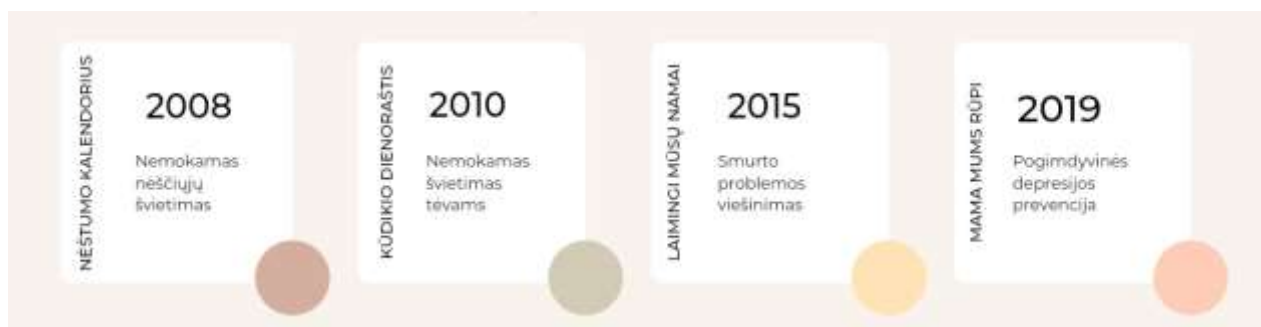 NĖŠTUMO KALENDORIUS
2008
Nemokamas
nėščiųjų
švietimas
KŪDIKIO DIENORAŠTIS
2010
Nemokamas
švietimas
tėvams
LAIMINGI MŪSŲ NAMAI
2015
Smurto
problemos
viešinimas
MAMA MUMS RŪPI
2019
Pogimdyvinės
depresijos
prevencija